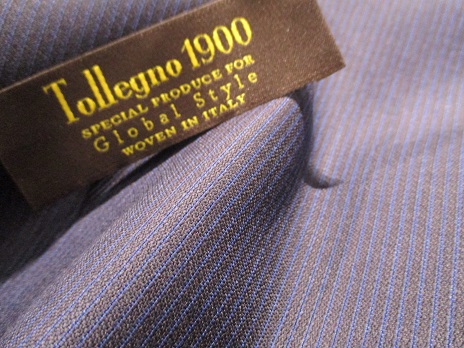 Tollegno 1900
SPECIAL PRODUCE FOR
Global Style
WOVEN IN ITALY